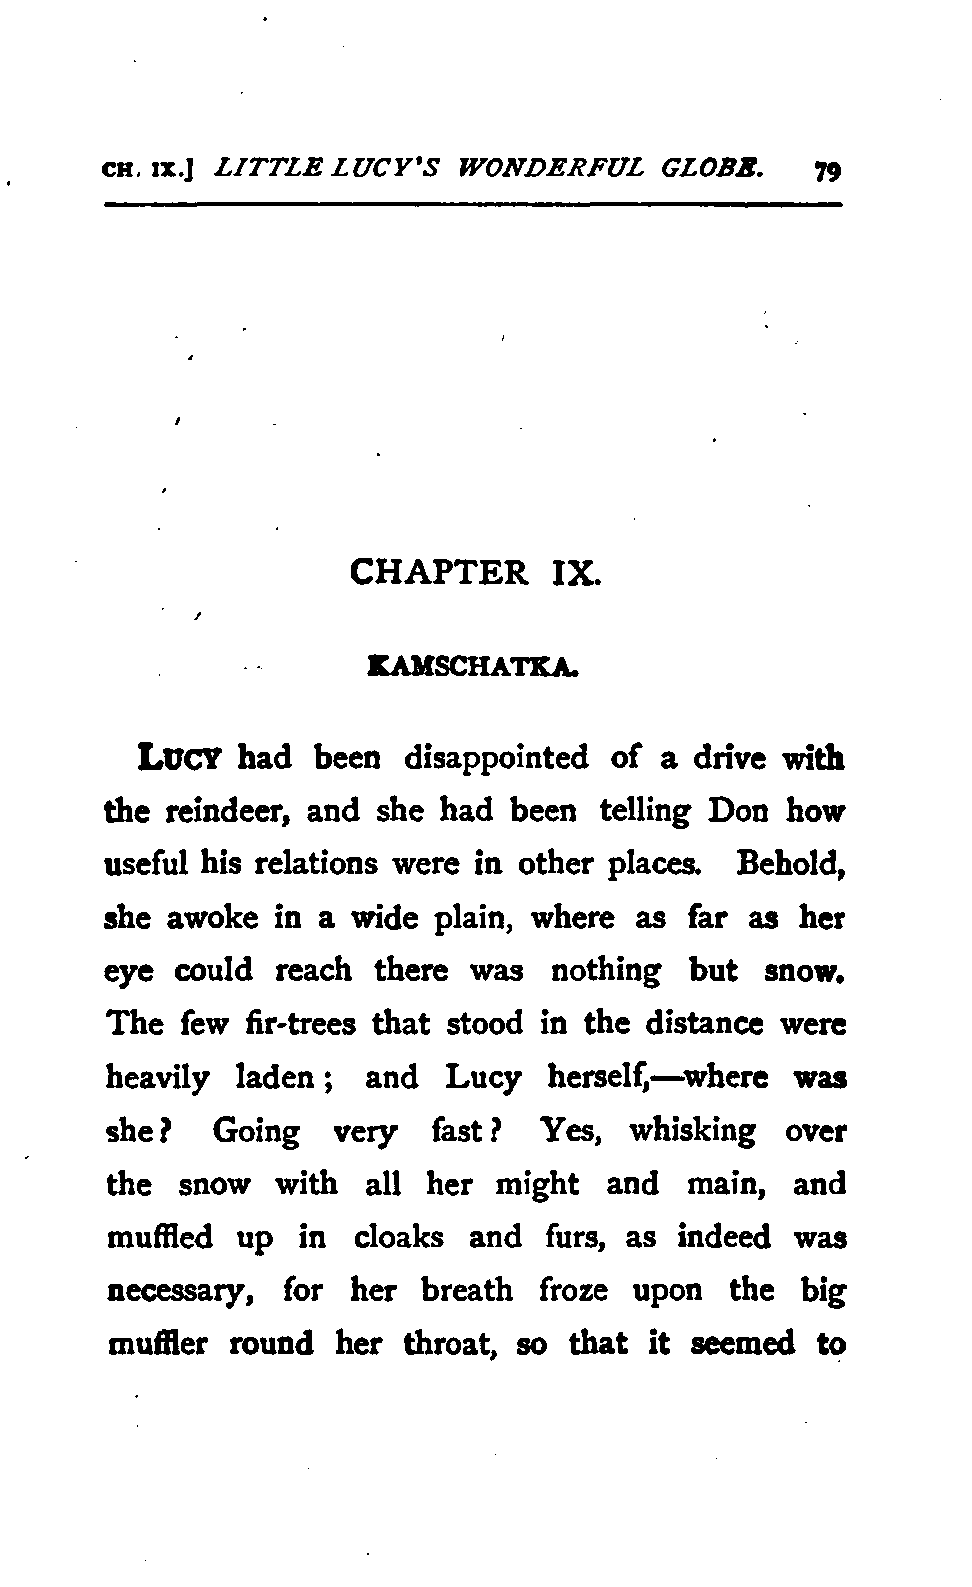 CH. IX.] LITTLE LUCY'S WONDERFUL GLOBE. 79
CHAPTER IX.
KAMSCHATKA.
LUCY had been disappointed of a drive with
the reindeer, and she had been telling Don how
useful his relations were in other places. Behold,
she awoke in a wide plain, where as far as her
eye could reach there was nothing but snow.
The few fir-trees that stood in the distance were
heavily laden; and Lucy herself,—where was
she? Going very fast? Yes, whisking over
the snow with all her might and main, and
muffled up in cloaks and furs, as indeed was
necessary, for her breath froze upon the big
muffler round her throat, so that it seemed to